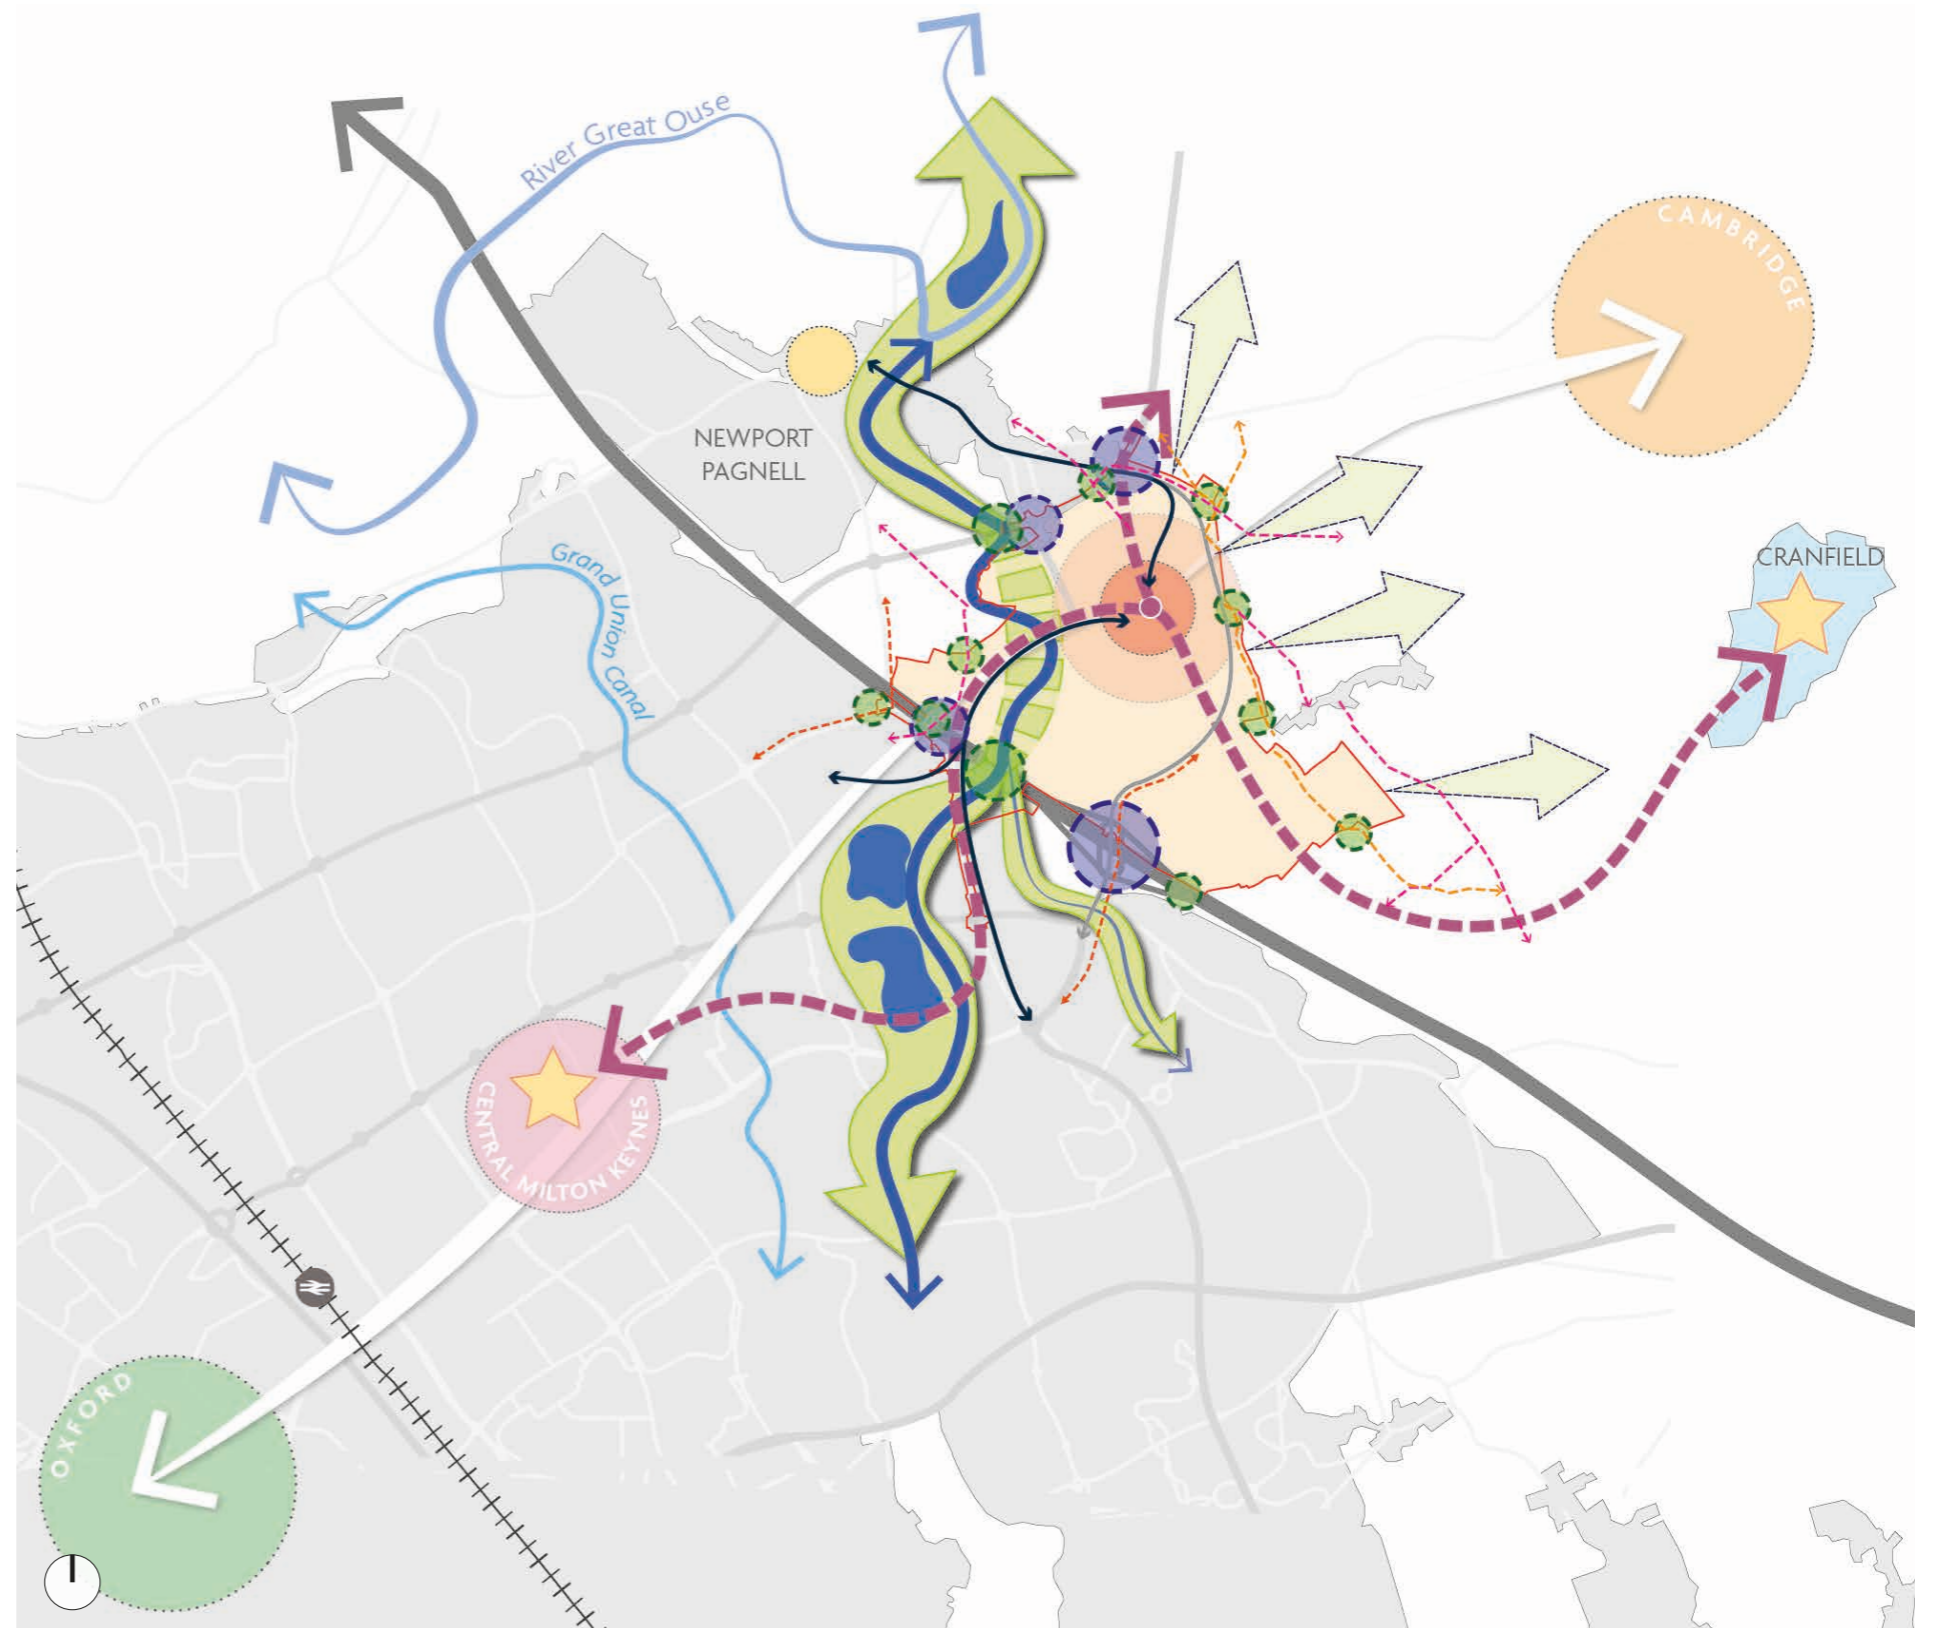 River Great Ouse
CAMBRIDGE
NEWPORT
PAGNELL
CRANFIELD
Grand Union Canal
CENTRAL MILTON KEYNES
OXFORD